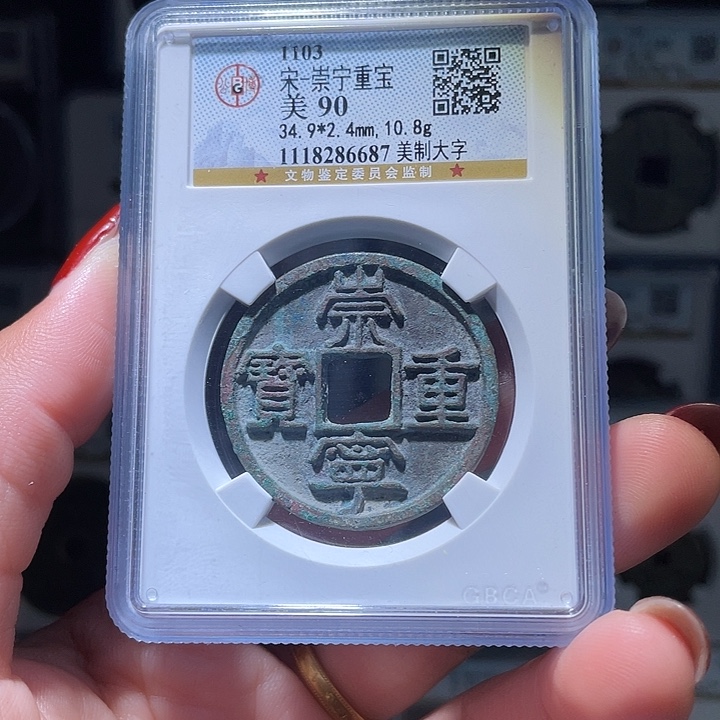 1103
宋-崇宁重宝
美 90
34.9*2.4mm,10.8g
1118286687 美制大字
文物鉴定委员会监制
崇
寶 重
寧
GBCA